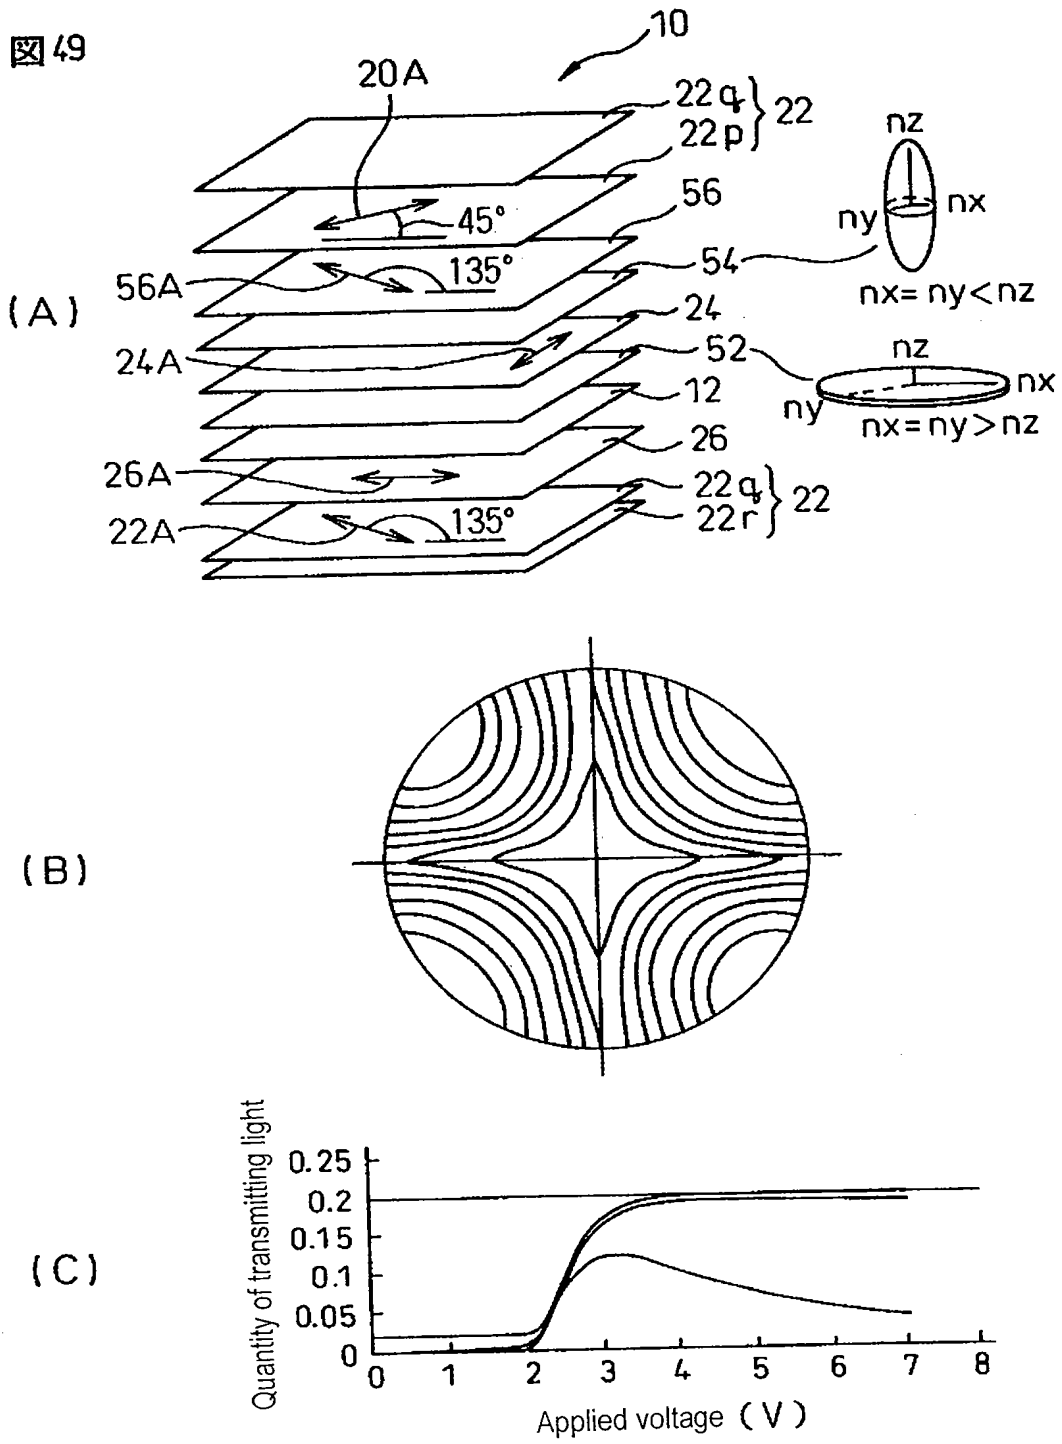 図49
10
20A
22q
22p
22
nz
56
nx
ny
45°
54
135°
56A
nx=ny<nz
(A)
24
24A
52
nz
nx
12
ny
nx=ny>nz
26
26A
22q
22r
22
22A
135°
(B)
Quantity of transmitting light
0.25
0.2
0.15
(C)
0.1
0.05
0
0 1 2 3 4 5 6 7 8
Applied voltage (V)